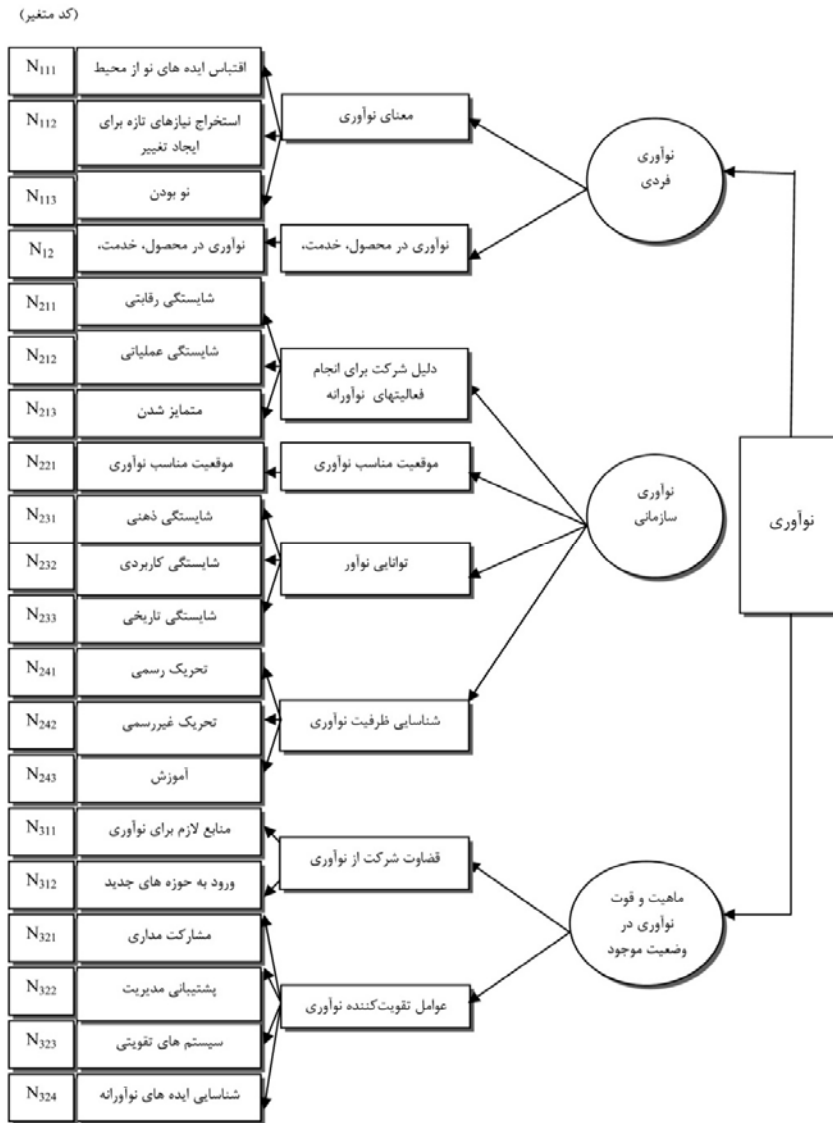 (کد متغیر)
نوآوری
نوآوری
فردی
معنای نوآوری
اقتباس ایده های نو از محیط
N111
استخراج نیازهای تازه برای
ایجاد تغییر
N112
نو بودن
N113
نوآوری در محصول، خدمت،
نوآوری در محصول، خدمت،
N12
نوآوری
سازمانی
دلیل شرکت برای انجام
فعالیتهای نوآورانه
شایستگی رقابتی
N211
شایستگی عملیاتی
N212
متمایز شدن
N213
موقعیت مناسب نوآوری
موقعیت مناسب نوآوری
N221
توانایی نوآور
شایستگی ذهنی
N231
شایستگی کاربردی
N232
شایستگی تاریخی
N233
شناسایی ظرفیت نوآوری
تحریک رسمی
N241
تحریک غیررسمی
N242
آموزش
N243
ماهیت و قوت
نوآوری در
وضعیت موجود
قضاوت شرکت از نوآوری
منابع لازم برای نوآوری
N311
ورود به حوزه های جدید
N312
عوامل تقویت‌کننده نوآوری
مشارکت مداری
N321
پشتیبانی مدیریت
N322
سیستم های تقویتی
N323
شناسایی ایده های نوآورانه
N324